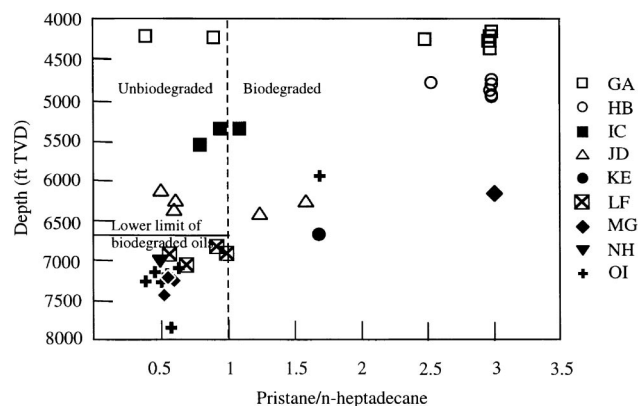 4000
4500
5000
5500
6000
6500
7000
7500
8000
Depth (ft TVD)
Unbiodegraded
Biodegraded
Lower limit of
biodegraded oils
0.5
1
1.5
2
2.5
3
3.5
Pristane/n-heptadecane
GA
HB
IC
JD
KE
LF
MG
NH
OI